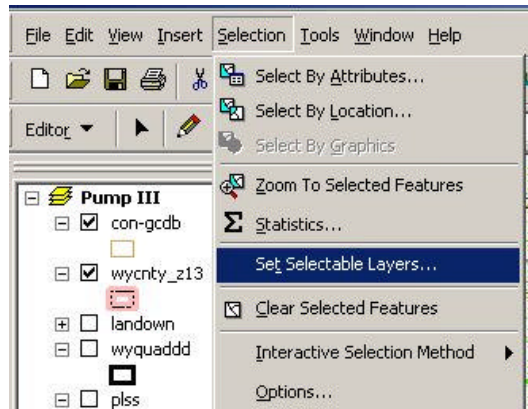 File Edit View Insert Selection Tools Window Help
Select By Attributes...
Select By Location...
Editor
Select By Graphics
Zoom To Selected Features
Pump III
con-gcdb
Statistics...
wycnty_z13
Set Selectable Layers...
Clear Selected Features
landown
wyquaddd
Interactive Selection Method
plss
Options...